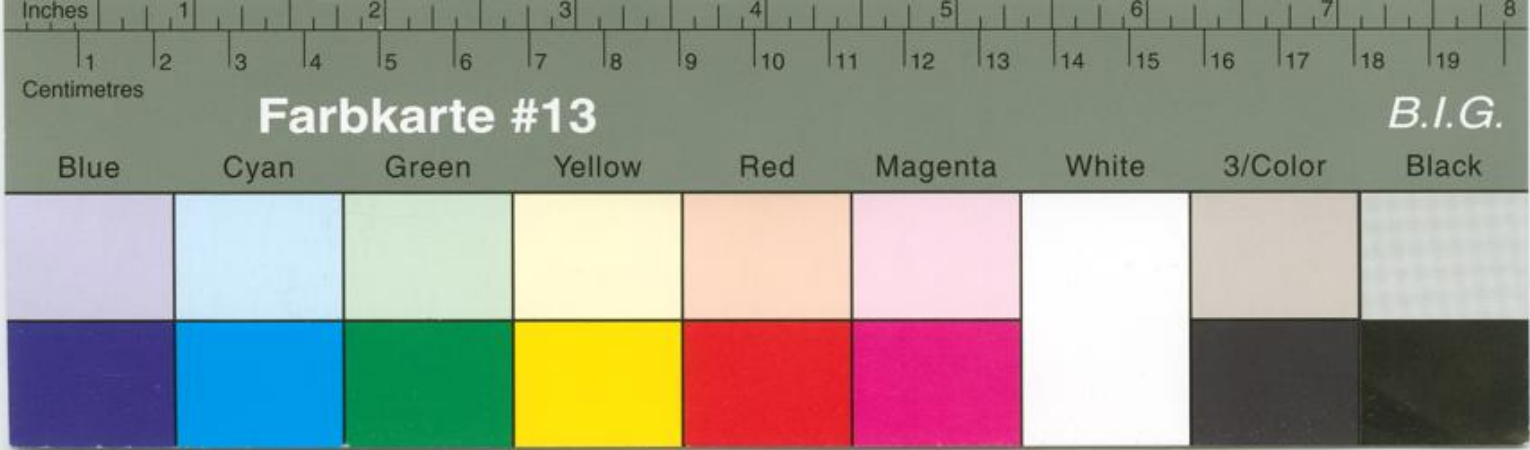 Inches 1 2 3 4 5 6 7 8
1 2 3 4 5 6 7 8 9 10 11 12 13 14 15 16 17 18 19
Centimetres
Farbkarte #13 B.I.G.
Blue Cyan Green Yellow Red Magenta White 3/Color Black